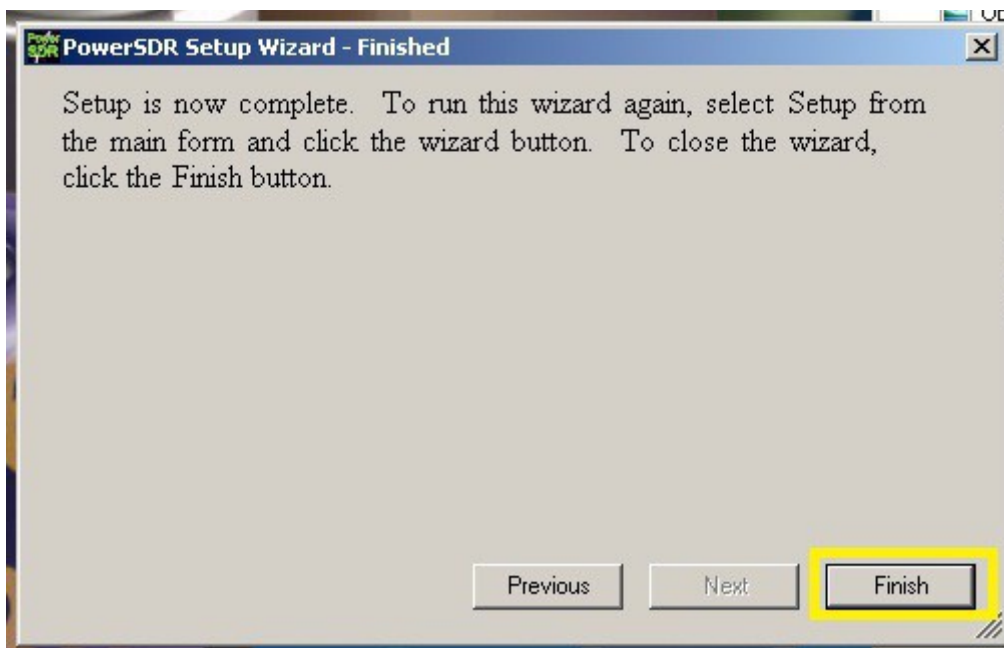 PowerSDR Setup Wizard - Finished
Setup is now complete. To run this wizard again, select Setup from
the main form and click the wizard button. To close the wizard,
click the Finish button.
Previous
Next
Finish